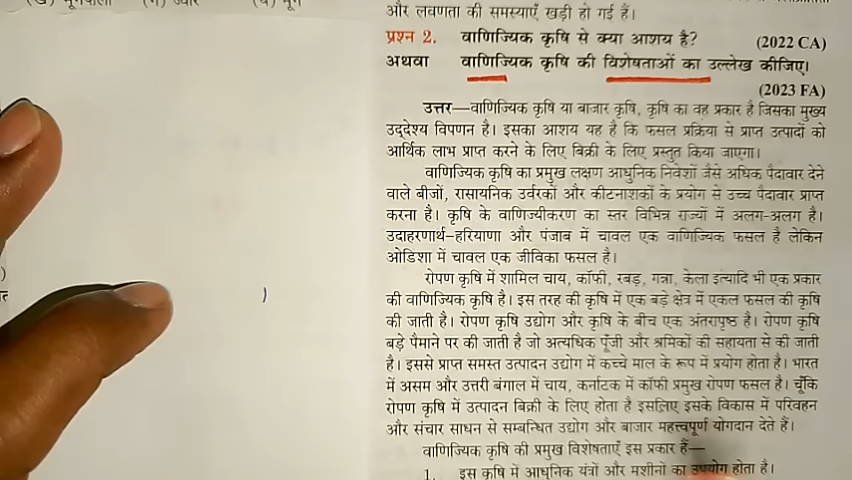 (ख) मूँगफली (ग) ज्वार (घ) मूँग
और लवणता की समस्याएँ खड़ी हो गई हैं।
प्रश्न 2. वाणिज्यिक कृषि से क्या आशय है? (2022 CA)
अथवा वाणिज्यिक कृषि की विशेषताओं का उल्लेख कीजिए।
(2023 FA)
उत्तर—वाणिज्यिक कृषि या बाजार कृषि, कृषि का वह प्रकार है जिसका मुख्य
उद्देश्य विपणन है। इसका आशय यह है कि फसल प्रक्रिया से प्राप्त उत्पादों को
आर्थिक लाभ प्राप्त करने के लिए बिक्री के लिए प्रस्तुत किया जाएगा।
वाणिज्यिक कृषि का प्रमुख लक्षण आधुनिक निवेशों जैसे अधिक पैदावार देने
वाले बीजों, रासायनिक उर्वरकों और कीटनाशकों के प्रयोग से उच्च पैदावार प्राप्त
करना है। कृषि के वाणिज्यीकरण का स्तर विभिन्न राज्यों में अलग-अलग है।
उदाहरणार्थ–हरियाणा और पंजाब में चावल एक वाणिज्यिक फसल है लेकिन
ओडिशा में चावल एक जीविका फसल है।
रोपण कृषि में शामिल चाय, कॉफी, रबड़, गन्ना, केला इत्यादि भी एक प्रकार
की वाणिज्यिक कृषि है। इस तरह की कृषि में एक बड़े क्षेत्र में एकल फसल की कृषि
की जाती है। रोपण कृषि उद्योग और कृषि के बीच एक अंतरापृष्ठ है। रोपण कृषि
बड़े पैमाने पर की जाती है जो अत्यधिक पूँजी और श्रमिकों की सहायता से की जाती
है। इससे प्राप्त समस्त उत्पादन उद्योग में कच्चे माल के रूप में प्रयोग होता है। भारत
में असम और उत्तरी बंगाल में चाय, कर्नाटक में कॉफी प्रमुख रोपण फसल है। चूँकि
रोपण कृषि में उत्पादन बिक्री के लिए होता है इसलिए इसके विकास में परिवहन
और संचार साधन से सम्बन्धित उद्योग और बाजार महत्त्वपूर्ण योगदान देते हैं।
वाणिज्यिक कृषि की प्रमुख विशेषताएँ इस प्रकार हैं—
1. इस कृषि में आधुनिक यंत्रों और मशीनों का उपयोग होता है।